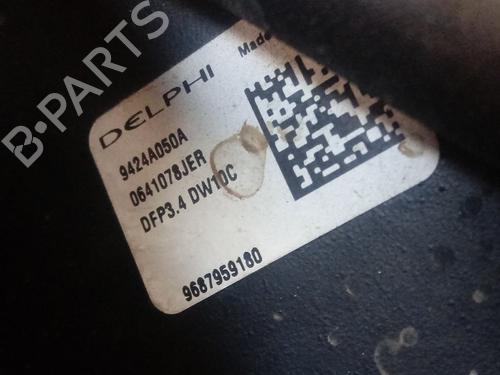 B·PARTS
DELPHI
Made
9424A050A
0641078JER
DFP3.4 DW10C
9687959180